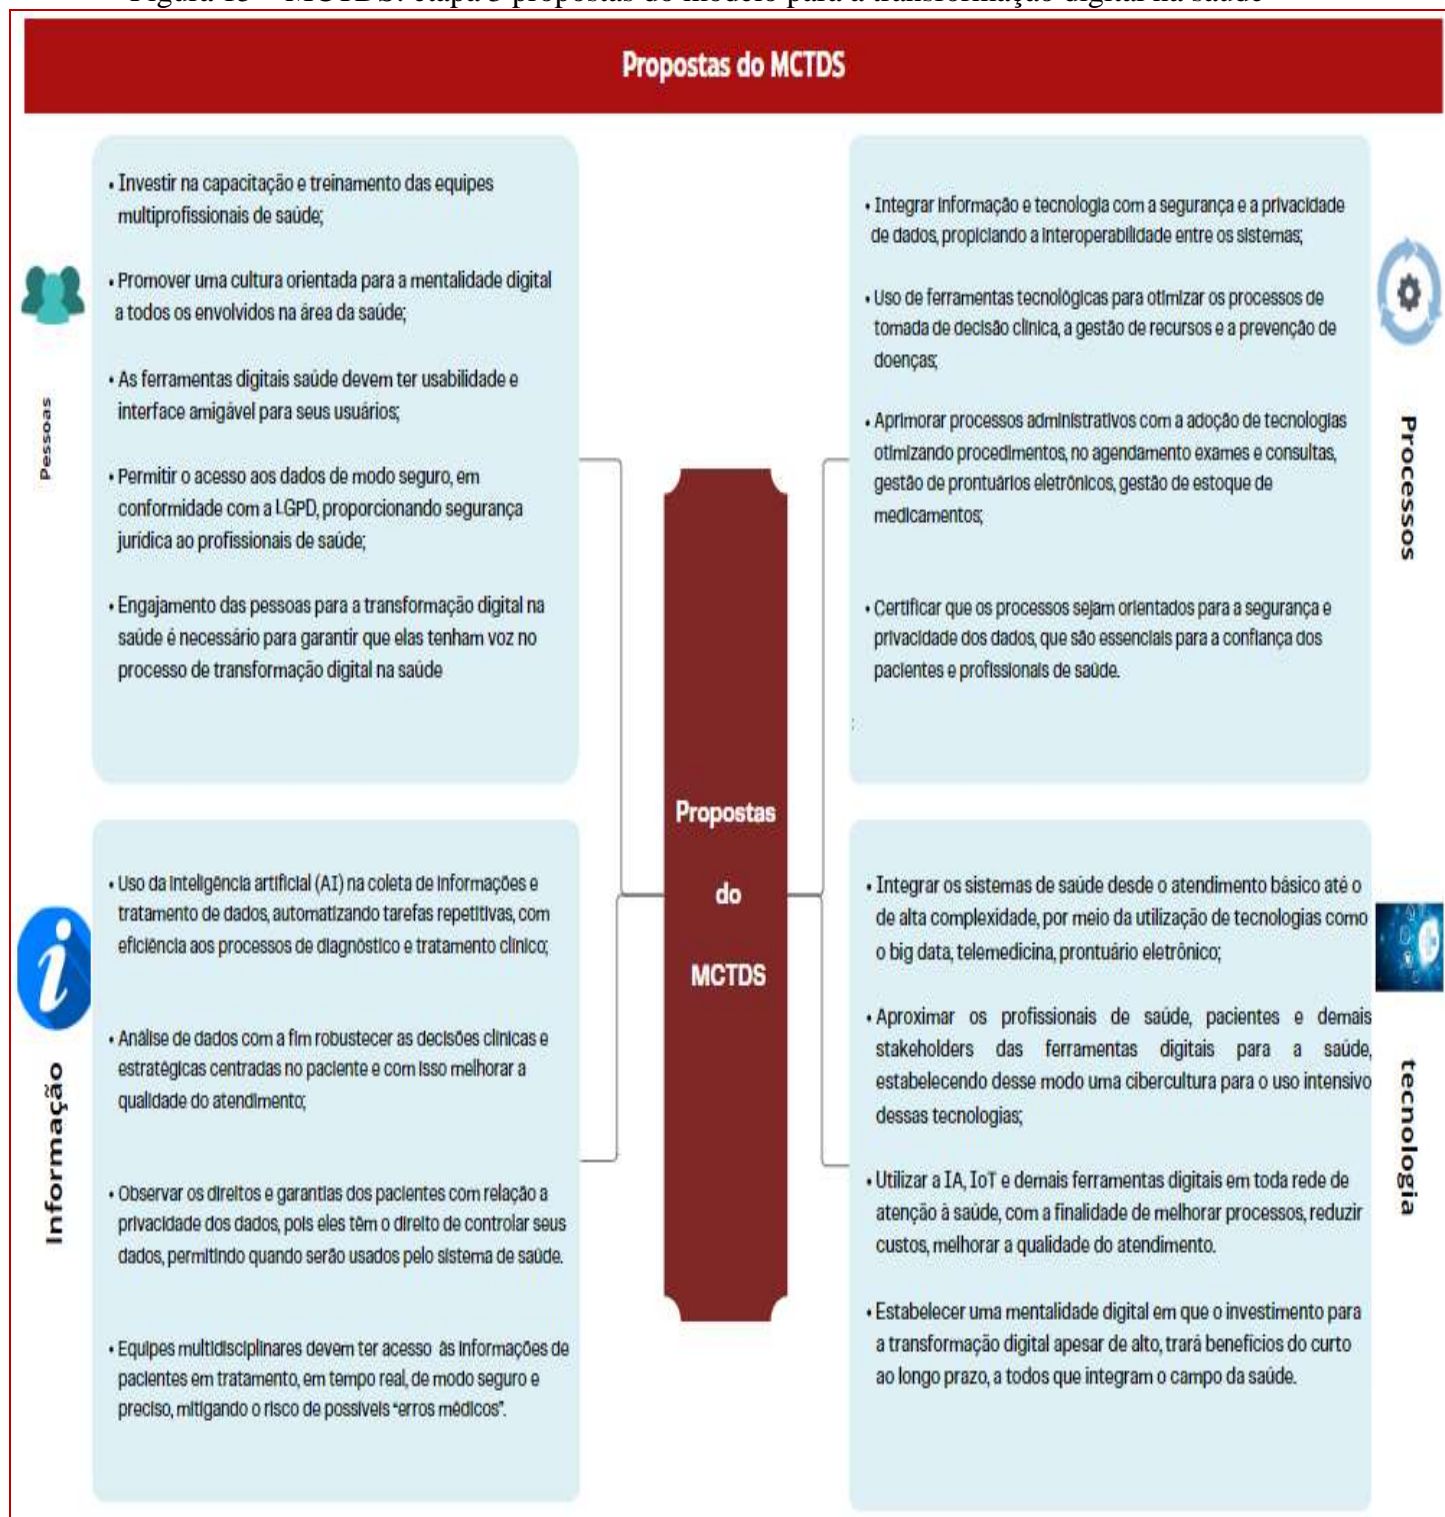 Propostas do MCTDS
Pessoas
• Investir na capacitação e treinamento das equipes
multiprofissionais de saúde;
• Promover uma cultura orientada para a mentalidade digital
a todos os envolvidos na área da saúde;
• As ferramentas digitais saúde devem ter usabilidade e
interface amigável para seus usuários;
• Permitir o acesso aos dados de modo seguro, em
conformidade com a LGPD, proporcionando segurança
jurídica ao profissionais de saúde;
• Engajamento das pessoas para a transformação digital na
saúde é necessário para garantir que elas tenham voz no
processo de transformação digital na saúde
Processos
• Integrar informação e tecnologia com a segurança e a privacidade
de dados, propiciando a interoperabilidade entre os sistemas;
• Uso de ferramentas tecnológicas para otimizar os processos de
tomada de decisão clínica, a gestão de recursos e a prevenção de
doenças;
• Aprimorar processos administrativos com a adoção de tecnologias
otimizando procedimentos, no agendamento exames e consultas,
gestão de prontuários eletrônicos, gestão de estoque de
medicamentos;
• Certificar que os processos sejam orientados para a segurança e
privacidade dos dados, que são essenciais para a confiança dos
pacientes e profissionais de saúde.
;
Propostas
do
MCTDS
Informação
• Uso da inteligência artificial (AI) na coleta de informações e
tratamento de dados, automatizando tarefas repetitivas, com
eficiência aos processos de diagnóstico e tratamento clínico;
• Análise de dados com a fim robustecer as decisões clínicas e
estratégicas centradas no paciente e com isso melhorar a
qualidade do atendimento;
• Observar os direitos e garantias dos pacientes com relação a
privacidade dos dados, pois eles têm o direito de controlar seus
dados, permitindo quando serão usados pelo sistema de saúde.
• Equipes multidisciplinares devem ter acesso às informações de
pacientes em tratamento, em tempo real, de modo seguro e
preciso, mitigando o risco de possíveis “erros médicos”.
tecnologia
• Integrar os sistemas de saúde desde o atendimento básico até o
de alta complexidade, por meio da utilização de tecnologias como
o big data, telemedicina, prontuário eletrônico;
• Aproximar os profissionais de saúde, pacientes e demais
stakeholders das ferramentas digitais para a saúde,
estabelecendo desse modo uma cibercultura para o uso intensivo
dessas tecnologias;
• Utilizar a IA, IoT e demais ferramentas digitais em toda rede de
atenção à saúde, com a finalidade de melhorar processos, reduzir
custos, melhorar a qualidade do atendimento.
• Estabelecer uma mentalidade digital em que o investimento para
a transformação digital apesar de alto, trará benefícios do curto
ao longo prazo, a todos que integram o campo da saúde.